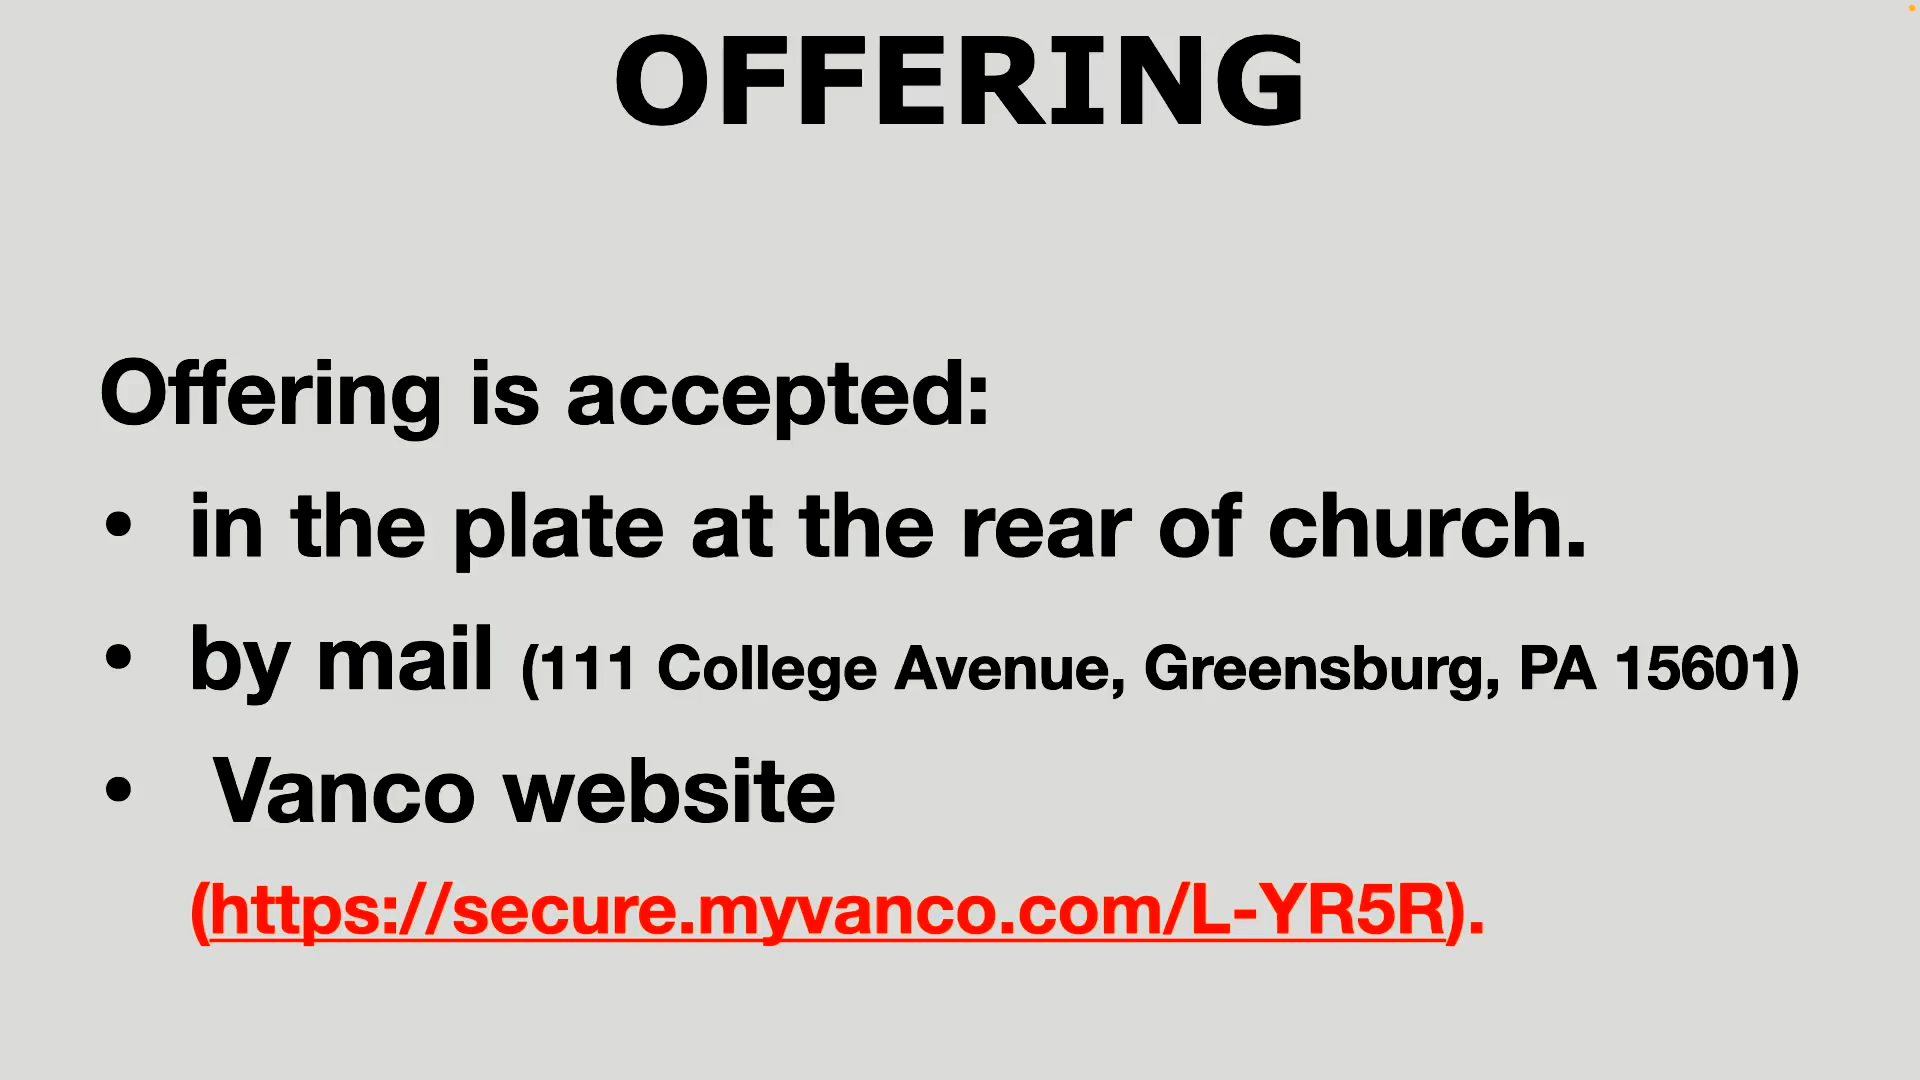 OFFERING
Offering is accepted:
• in the plate at the rear of church.
• by mail (111 College Avenue, Greensburg, PA 15601)
• Vanco website
(https://secure.myvanco.com/L-YR5R).